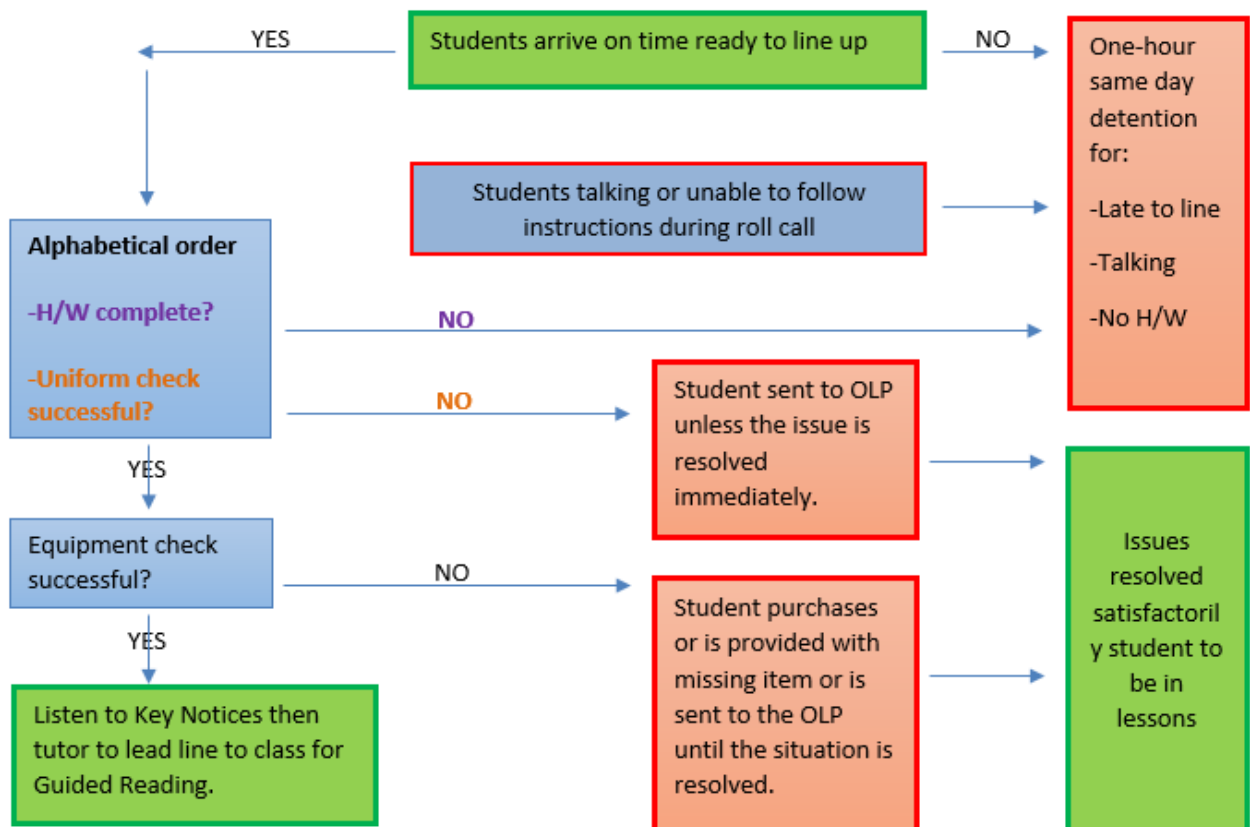 YES
Students arrive on time ready to line up
NO
One-hour
same day
detention
for:
-Late to line
-Talking
-No H/W
Students talking or unable to follow
instructions during roll call
Alphabetical order
-H/W complete?
-Uniform check
successful?
NO
NO
Student sent to OLP
unless the issue is
resolved
immediately.
YES
Equipment check
successful?
NO
Student purchases
or is provided with
missing item or is
sent to the OLP
until the situation is
resolved.
Issues
resolved
satisfactoril
y student to
be in
lessons
YES
Listen to Key Notices then
tutor to lead line to class for
Guided Reading.